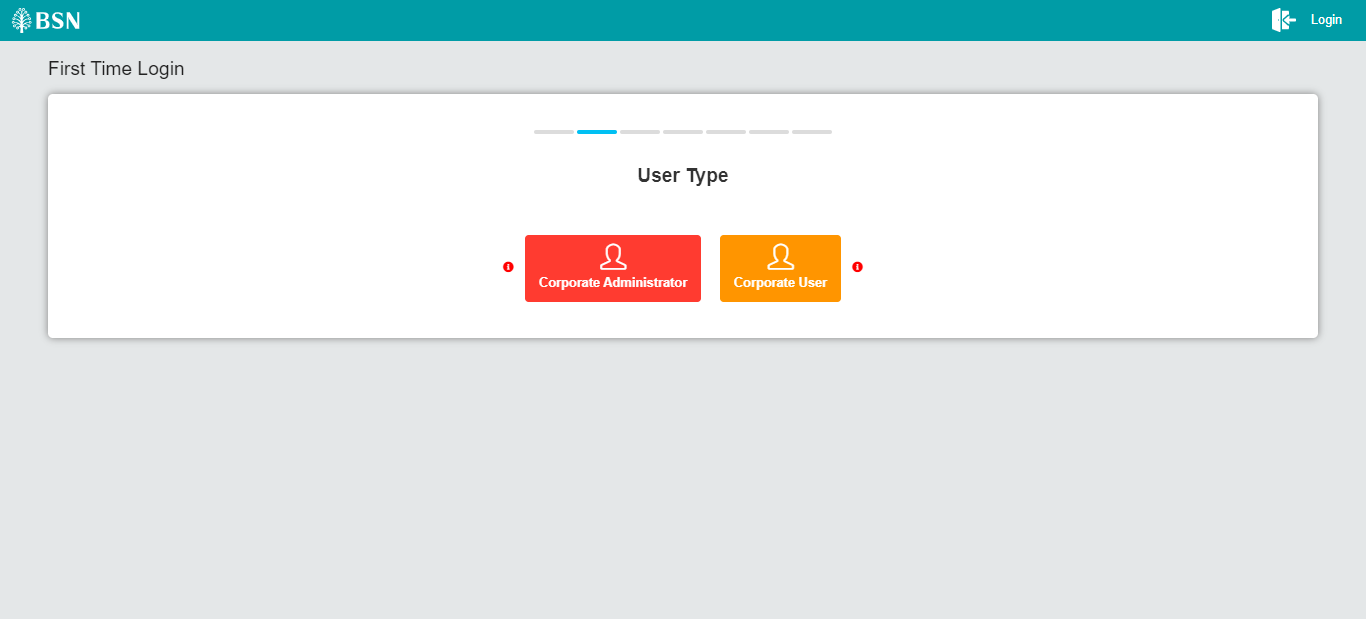 BSN
Login
First Time Login
User Type
Corporate Administrator
Corporate User